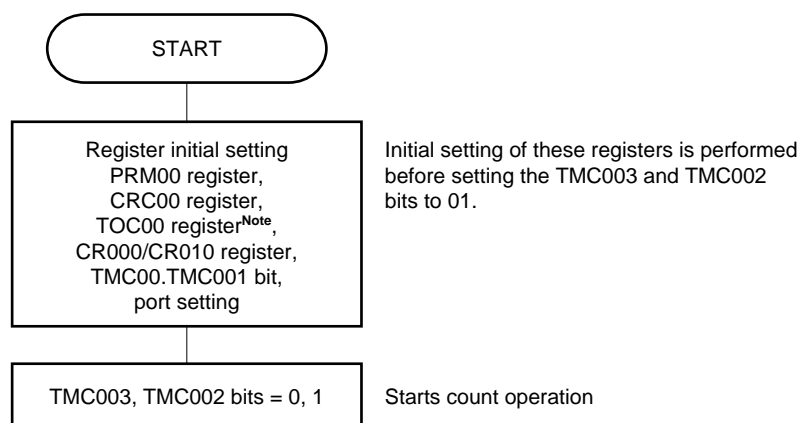 START
Register initial setting
PRM00 register,
CRC00 register,
TOC00 registerNote,
CR000/CR010 register,
TMC00.TMC001 bit,
port setting
Initial setting of these registers is performed
before setting the TMC003 and TMC002
bits to 01.
TMC003, TMC002 bits = 0, 1
Starts count operation